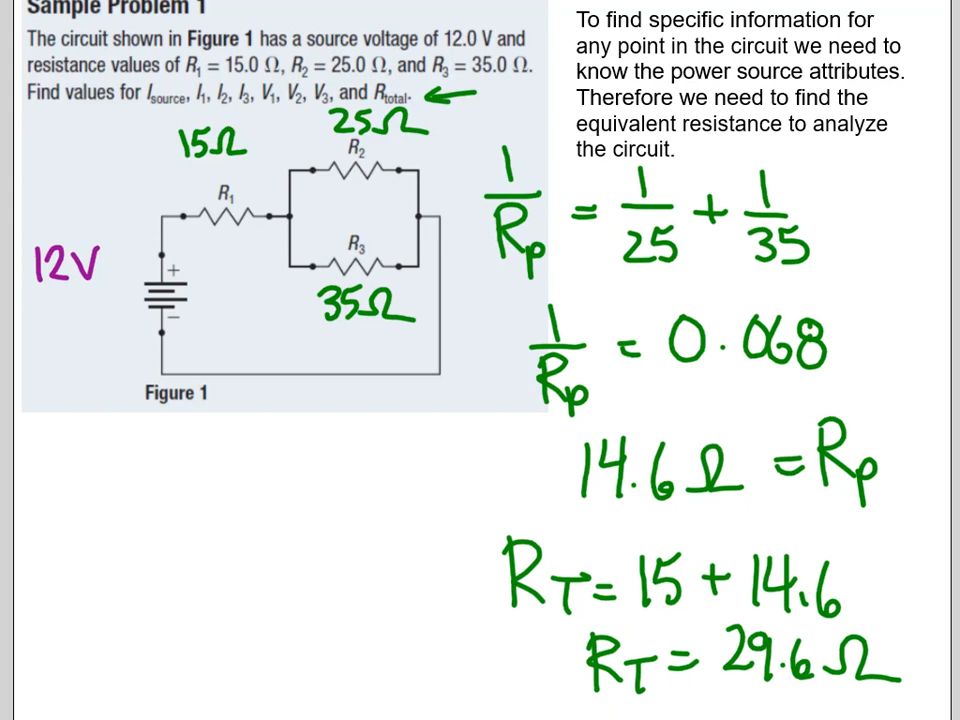 Sample Problem 1
The circuit shown in Figure 1 has a source voltage of 12.0 V and
resistance values of R₁ = 15.0 Ω, R₂ = 25.0 Ω, and R₃ = 35.0 Ω.
Find values for Isource, I₁, I₂, I₃, V₁, V₂, V₃, and Rtotal.
To find specific information for
any point in the circuit we need to
know the power source attributes.
Therefore we need to find the
equivalent resistance to analyze
the circuit.
15Ω
25Ω
R₂
R₁
12V
+
−
R₃
35Ω
Figure 1
1/Rp = 1/25 + 1/35
1/Rp = 0.068
14.6 Ω = Rp
RT = 15 + 14.6
RT = 29.6 Ω